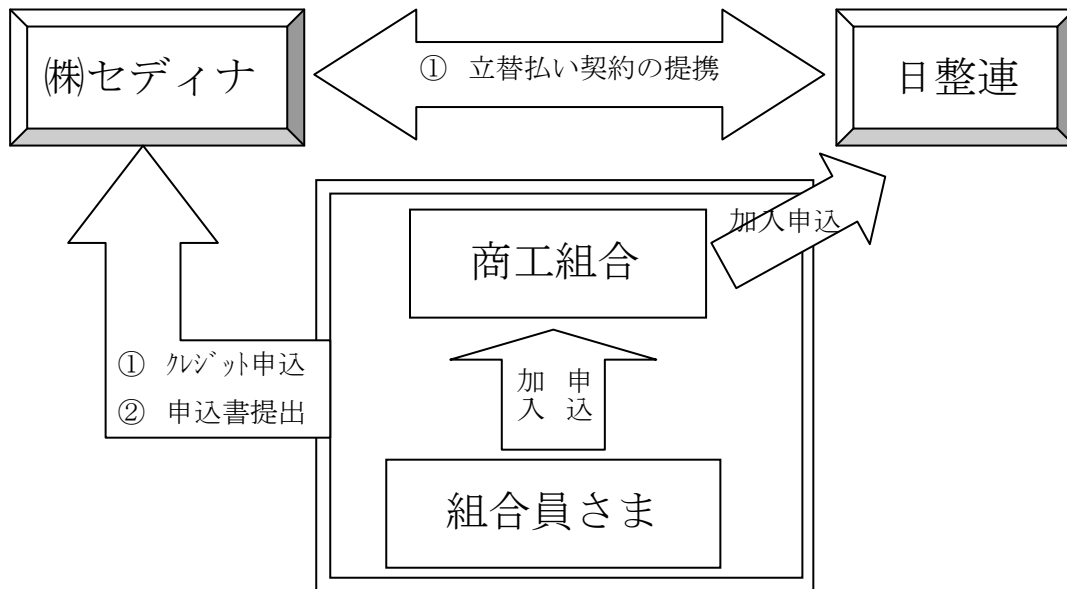 ㈱セディナ
① 立替払い契約の提携
日整連
加入申込
商工組合
① ｸﾚｼﾞｯﾄ申込
② 申込書提出
加入 申込
組合員さま